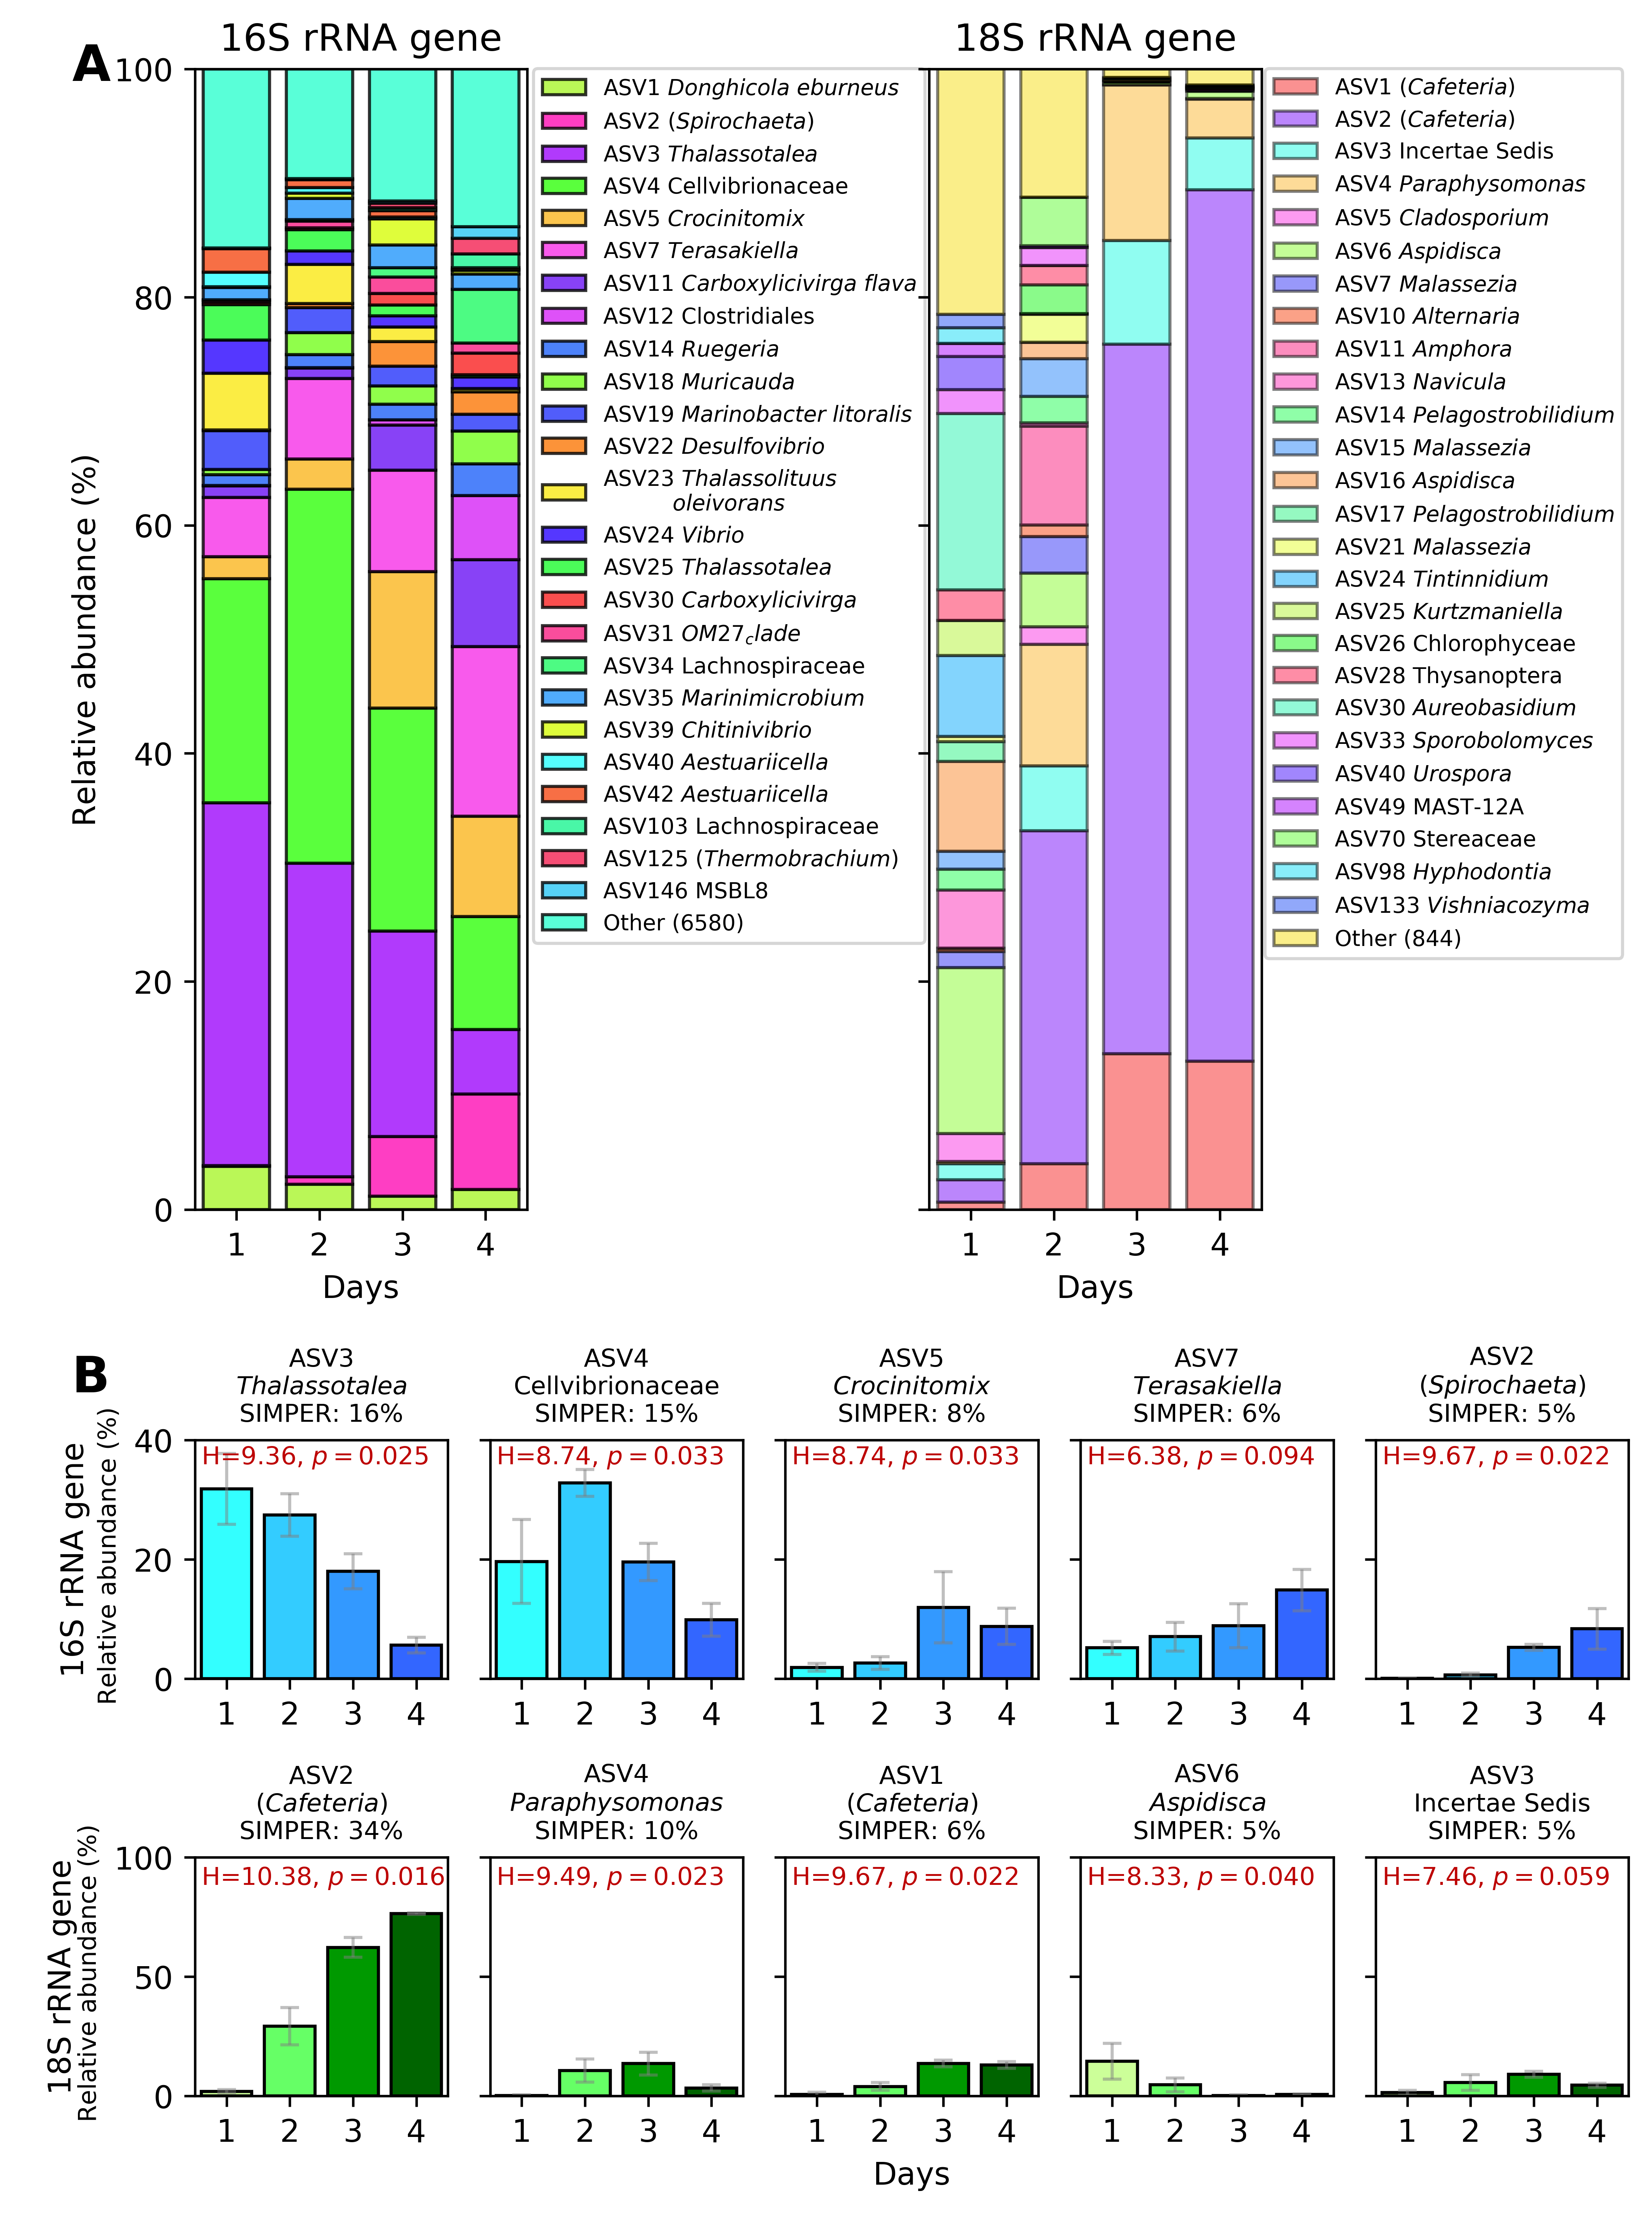 A
16S rRNA gene
18S rRNA gene
Relative abundance (%)
100
80
60
40
20
0
1 2 3 4
Days
ASV1 Donghicola eburneus
ASV2 (Spirochaeta)
ASV3 Thalassotalea
ASV4 Cellvibrionaceae
ASV5 Crocinitomix
ASV7 Terasakiella
ASV11 Carboxylicivirga flava
ASV12 Clostridiales
ASV14 Ruegeria
ASV18 Muricauda
ASV19 Marinobacter litoralis
ASV22 Desulfovibrio
ASV23 Thalassolituus
oleivorans
ASV24 Vibrio
ASV25 Thalassotalea
ASV30 Carboxylicivirga
ASV31 OM27clade
ASV34 Lachnospiraceae
ASV35 Marinimicrobium
ASV39 Chitinivibrio
ASV40 Aestuariicella
ASV42 Aestuariicella
ASV103 Lachnospiraceae
ASV125 (Thermobrachium)
ASV146 MSBL8
Other (6580)
1 2 3 4
Days
ASV1 (Cafeteria)
ASV2 (Cafeteria)
ASV3 Incertae Sedis
ASV4 Paraphysomonas
ASV5 Cladosporium
ASV6 Aspidisca
ASV7 Malassezia
ASV10 Alternaria
ASV11 Amphora
ASV13 Navicula
ASV14 Pelagostrobilidium
ASV15 Malassezia
ASV16 Aspidisca
ASV17 Pelagostrobilidium
ASV21 Malassezia
ASV24 Tintinnidium
ASV25 Kurtzmaniella
ASV26 Chlorophyceae
ASV28 Thysanoptera
ASV30 Aureobasidium
ASV33 Sporobolomyces
ASV40 Urospora
ASV49 MAST-12A
ASV70 Stereaceae
ASV98 Hyphodontia
ASV133 Vishniacozyma
Other (844)
B
16S rRNA gene
Relative abundance (%)
40
20
0
ASV3
Thalassotalea
SIMPER: 16%
H=9.36, p = 0.025
1 2 3 4
ASV4
Cellvibrionaceae
SIMPER: 15%
H=8.74, p = 0.033
1 2 3 4
ASV5
Crocinitomix
SIMPER: 8%
H=8.74, p = 0.033
1 2 3 4
ASV7
Terasakiella
SIMPER: 6%
H=6.38, p = 0.094
1 2 3 4
ASV2
(Spirochaeta)
SIMPER: 5%
H=9.67, p = 0.022
1 2 3 4
18S rRNA gene
Relative abundance (%)
100
50
0
ASV2
(Cafeteria)
SIMPER: 34%
H=10.38, p = 0.016
1 2 3 4
ASV4
Paraphysomonas
SIMPER: 10%
H=9.49, p = 0.023
1 2 3 4
ASV1
(Cafeteria)
SIMPER: 6%
H=9.67, p = 0.022
1 2 3 4
ASV6
Aspidisca
SIMPER: 5%
H=8.33, p = 0.040
1 2 3 4
ASV3
Incertae Sedis
SIMPER: 5%
H=7.46, p = 0.059
1 2 3 4
Days